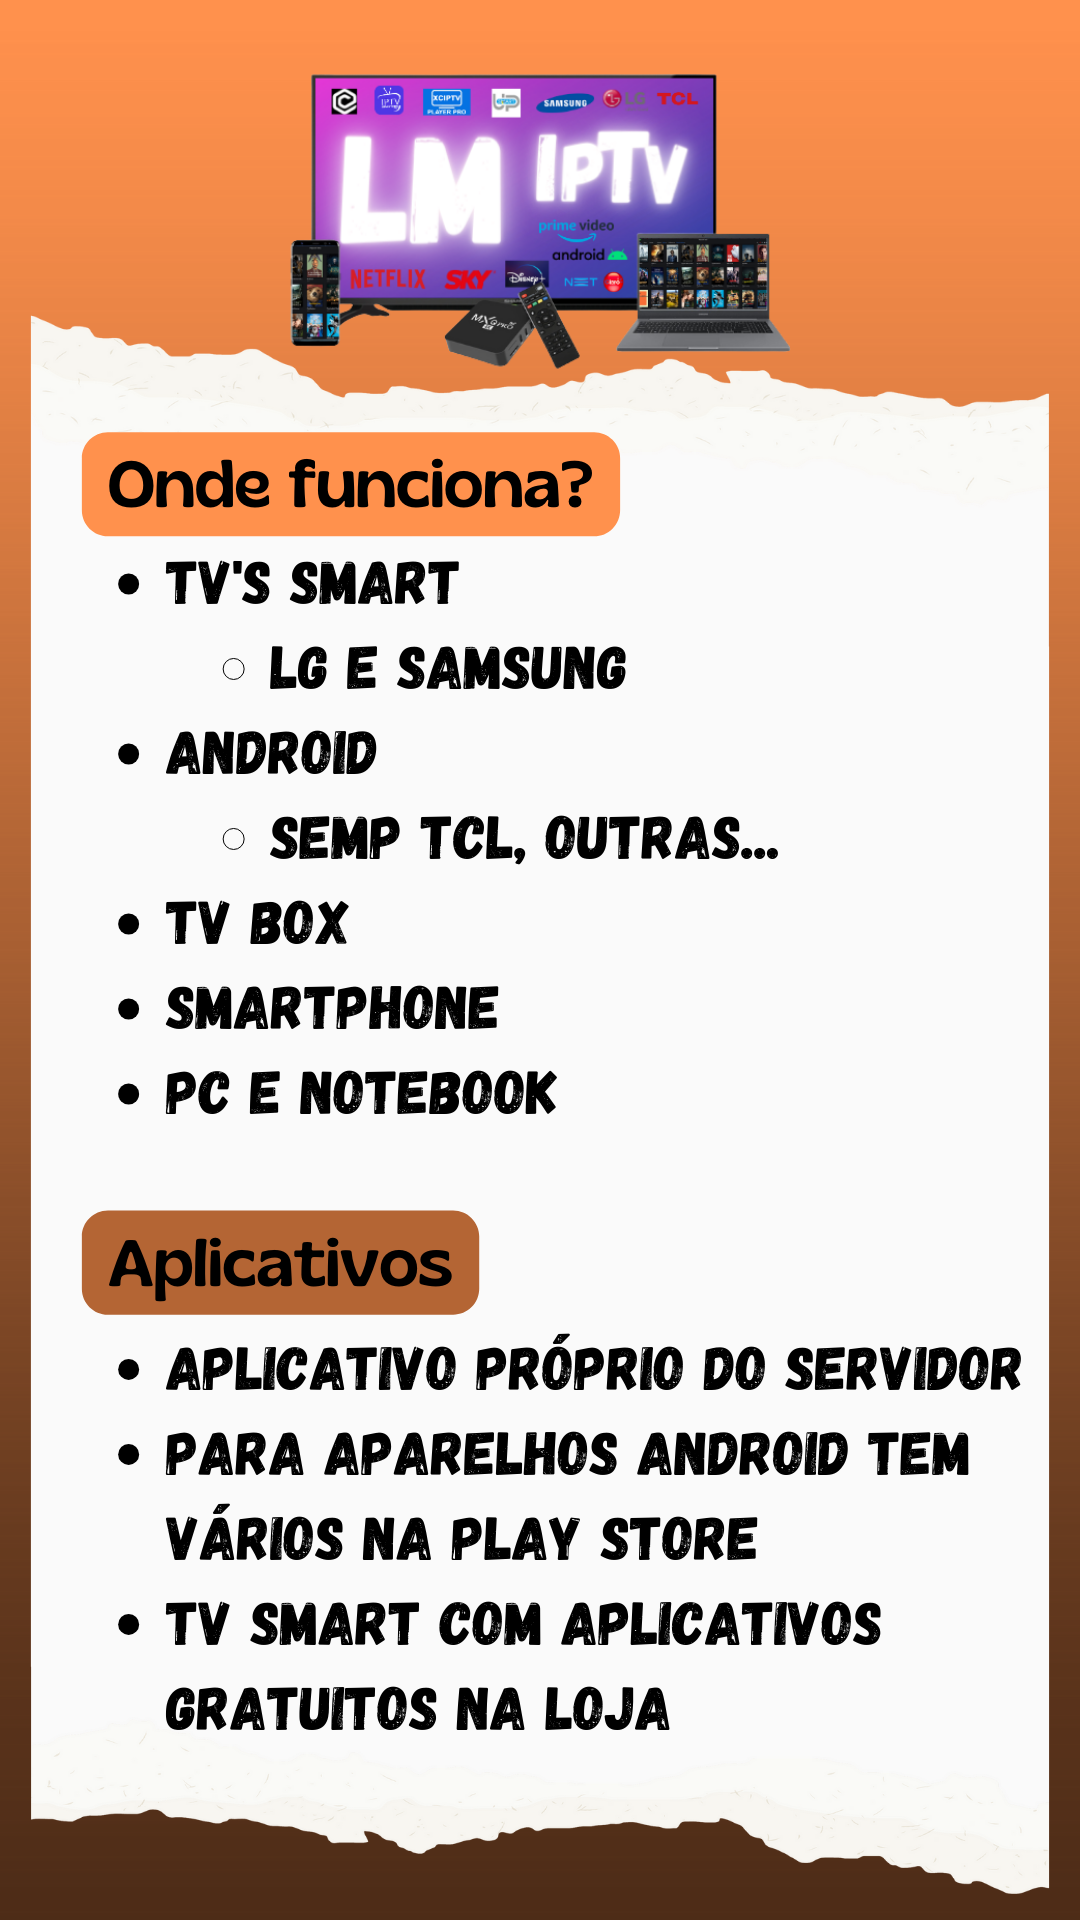 XCIPTV
PLAYER PRO
IPTV
SAMSUNG
LG
TCL
LM IPTV
prime video
android
NETFLIX
SKY
Disney+
NET
MXQ PRO
4K
Onde funciona?
• TV'S SMART
○ LG E SAMSUNG
• ANDROID
○ SEMP TCL, OUTRAS...
• TV BOX
• SMARTPHONE
• PC E NOTEBOOK
Aplicativos
• APLICATIVO PRÓPRIO DO SERVIDOR
• PARA APARELHOS ANDROID TEM
VÁRIOS NA PLAY STORE
• TV SMART COM APLICATIVOS
GRATUITOS NA LOJA